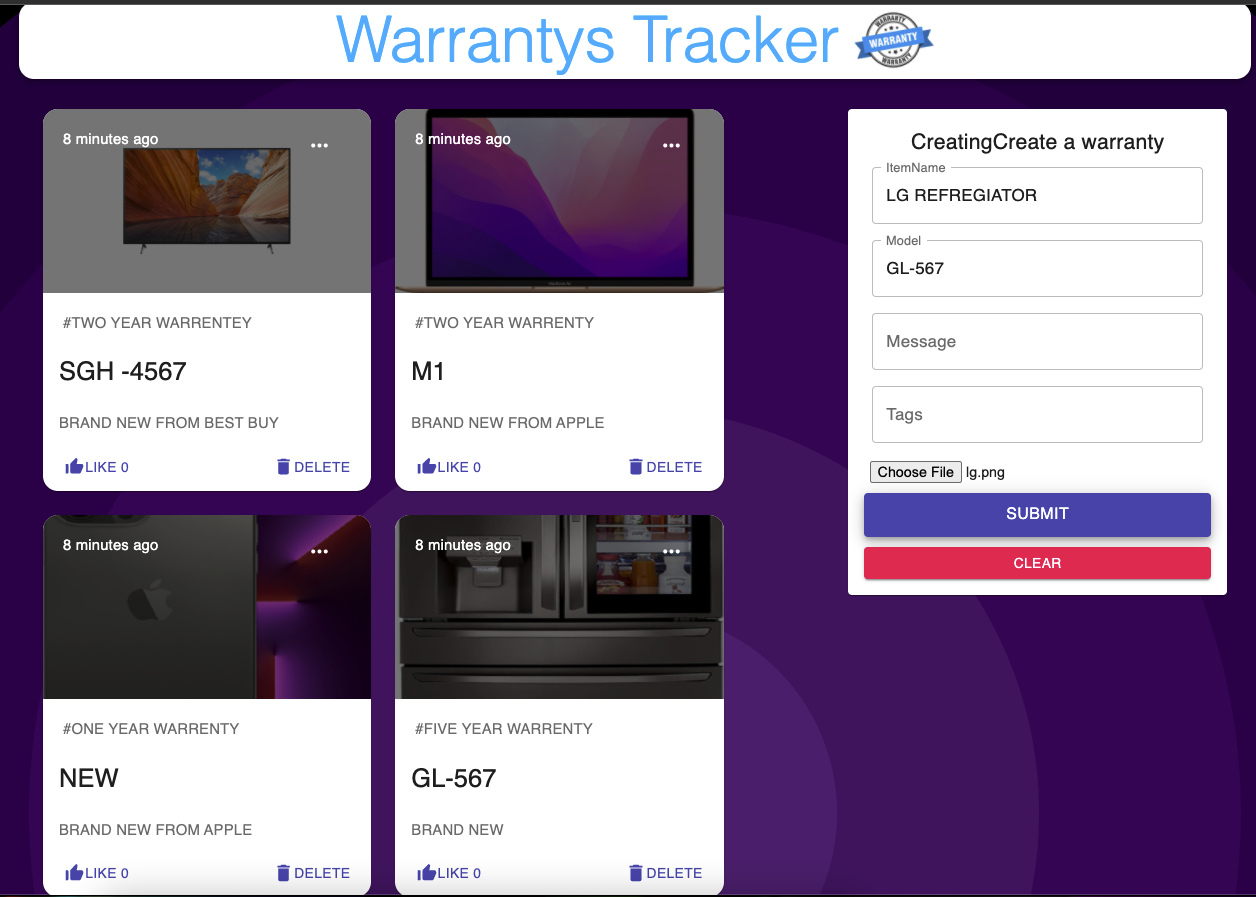 Warrantys Tracker
WARRANTY
WARRANTY
WARRANTY
8 minutes ago
#TWO YEAR WARRENTEY
SGH -4567
BRAND NEW FROM BEST BUY
LIKE 0
DELETE
8 minutes ago
#TWO YEAR WARRENTY
M1
BRAND NEW FROM APPLE
LIKE 0
DELETE
8 minutes ago
#ONE YEAR WARRENTY
NEW
BRAND NEW FROM APPLE
LIKE 0
DELETE
8 minutes ago
#FIVE YEAR WARRENTY
GL-567
BRAND NEW
LIKE 0
DELETE
CreatingCreate a warranty
ItemName
LG REFREGIATOR
Model
GL-567
Message
Tags
Choose File lg.png
SUBMIT
CLEAR